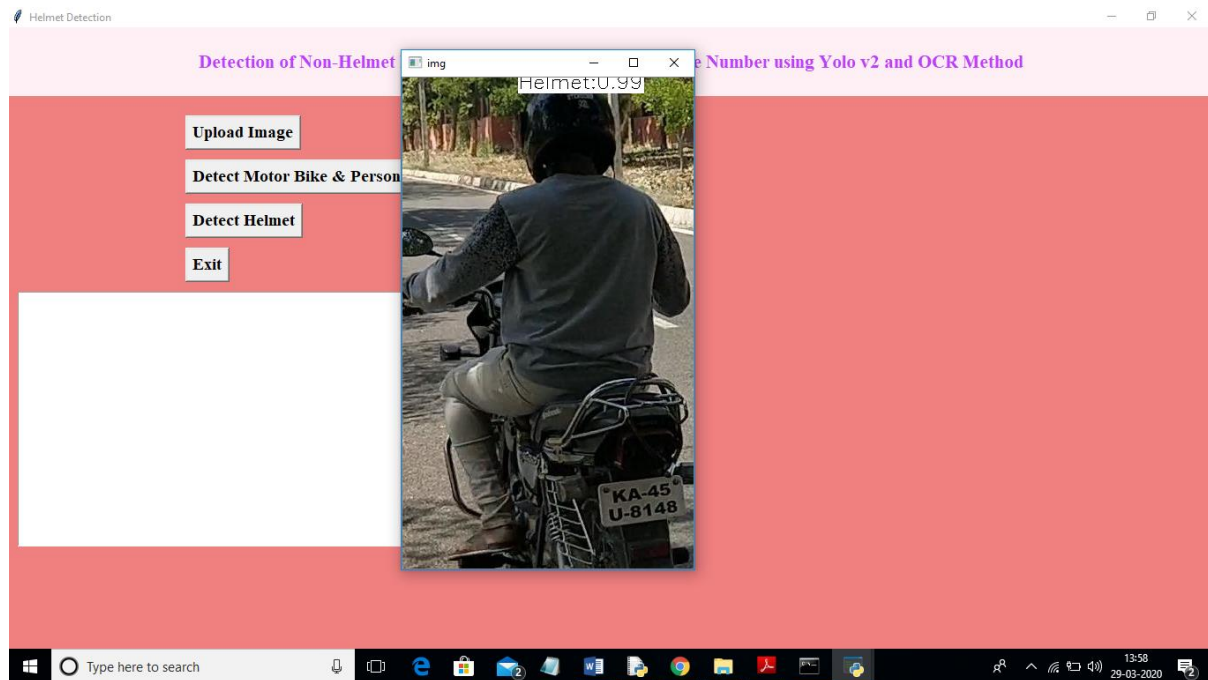 Helmet Detection
Detection of Non-Helmet
e Number using Yolo v2 and OCR Method
img
Helmet:0.99
Upload Image
Detect Motor Bike & Person
Detect Helmet
Exit
KA-45
U-8148
Type here to search
2
13:58
29-03-2020
2